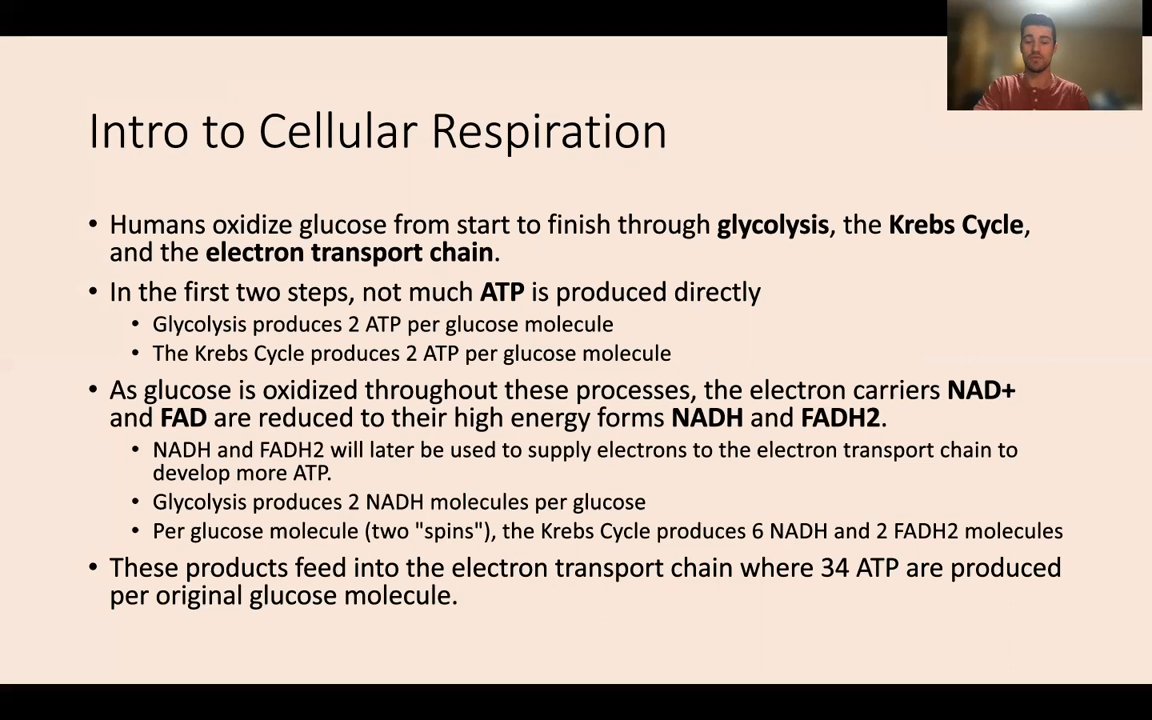 Intro to Cellular Respiration
• Humans oxidize glucose from start to finish through glycolysis, the Krebs Cycle,
and the electron transport chain.
• In the first two steps, not much ATP is produced directly
• Glycolysis produces 2 ATP per glucose molecule
• The Krebs Cycle produces 2 ATP per glucose molecule
• As glucose is oxidized throughout these processes, the electron carriers NAD+
and FAD are reduced to their high energy forms NADH and FADH2.
• NADH and FADH2 will later be used to supply electrons to the electron transport chain to
develop more ATP.
• Glycolysis produces 2 NADH molecules per glucose
• Per glucose molecule (two "spins"), the Krebs Cycle produces 6 NADH and 2 FADH2 molecules
• These products feed into the electron transport chain where 34 ATP are produced
per original glucose molecule.